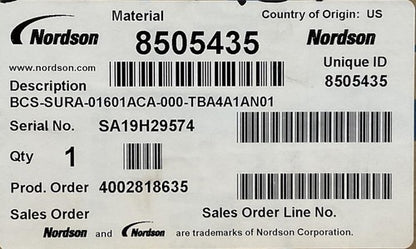 Material Country of Origin: US
Nordson 8505435 Nordson
www.nordson.com Unique ID
Description 8505435
BCS-SURA-01601ACA-000-TBA4A1AN01
Serial No. SA19H29574
Qty 1
Prod. Order 4002818635
Sales Order Sales Order Line No.
Nordson and Nordson are trademarks of Nordson Corporation.